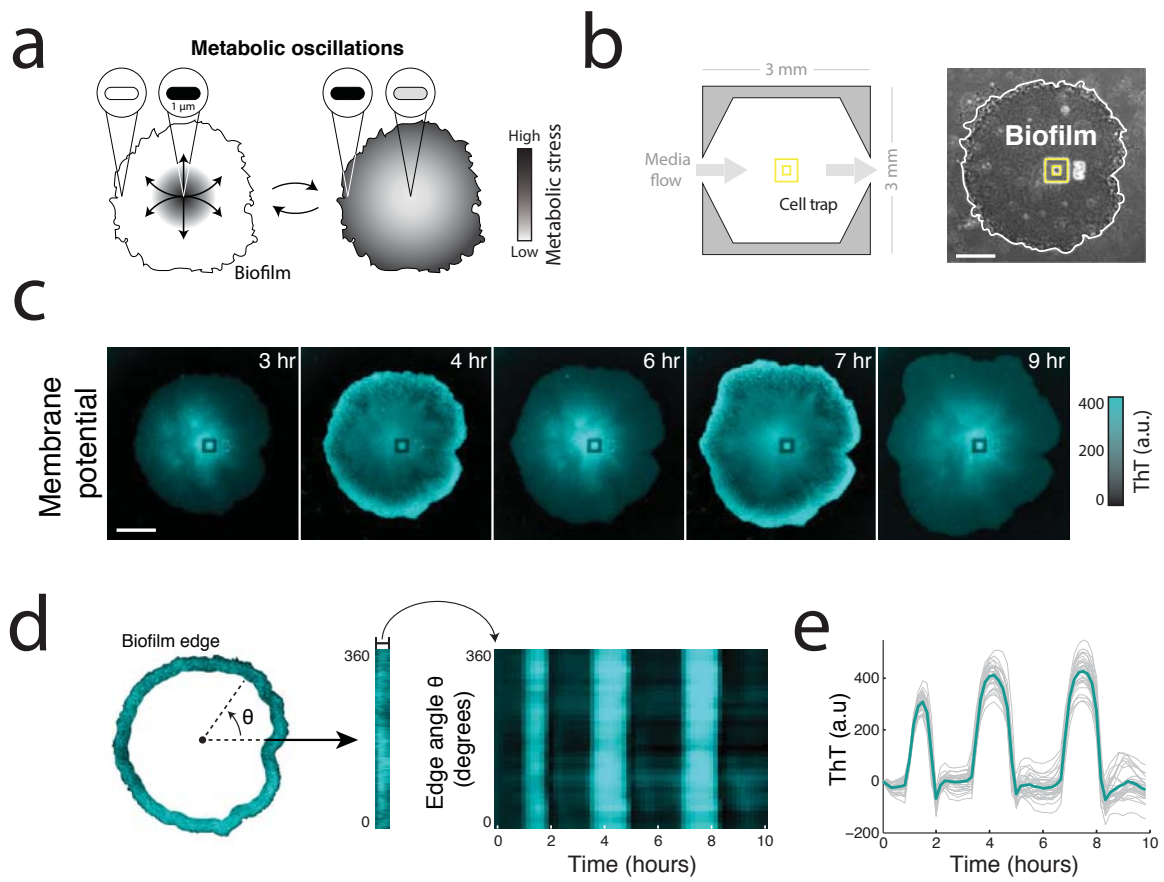 a
Metabolic oscillations
1 µm
Biofilm
High
Low
Metabolic stress
b
3 mm
3 mm
Media
flow
Cell trap
Biofilm
c
Membrane
potential
3 hr
4 hr
6 hr
7 hr
9 hr
400
200
0
ThT (a.u.)
d
Biofilm edge
θ
360
0
Edge angle θ
(degrees)
360
0
0 2 4 6 8 10
Time (hours)
e
ThT (a.u)
400
200
0
−200
0 2 4 6 8 10
Time (hours)